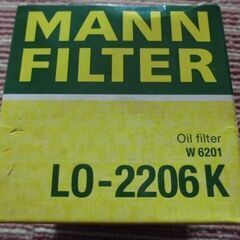 MANN
FILTER
Oil filter
W 6201
LO-2206 K